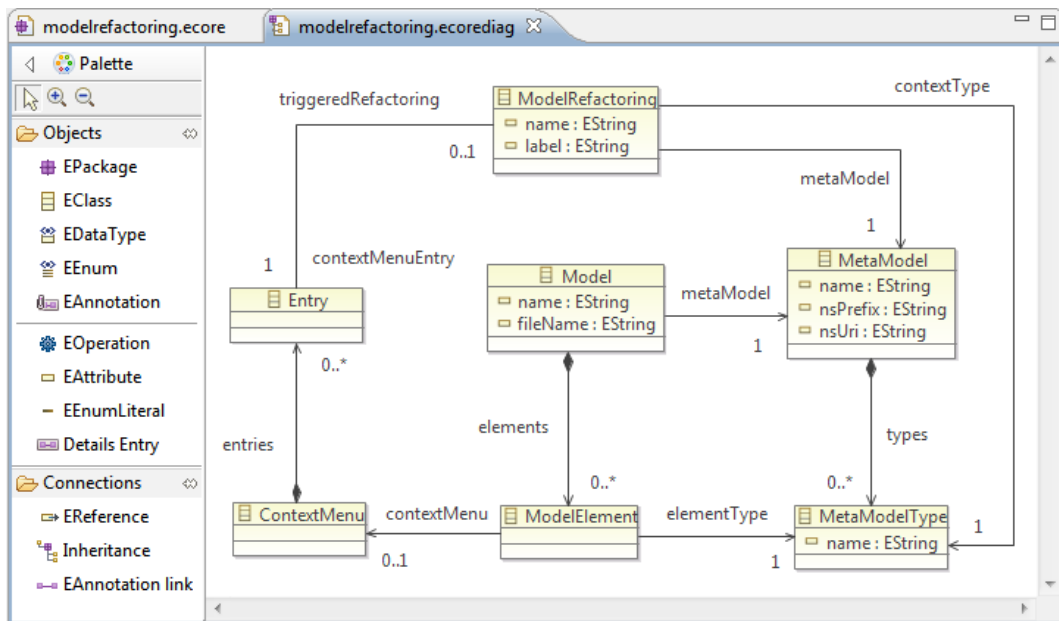 modelrefactoring.ecore
modelrefactoring.ecorediag
Palette
Objects
EPackage
EClass
EDataType
EEnum
EAnnotation
EOperation
EAttribute
EEnumLiteral
Details Entry
Connections
EReference
Inheritance
EAnnotation link
triggeredRefactoring
0..1
ModelRefactoring
name : EString
label : EString
contextType
metaModel
1
1
contextMenuEntry
Entry
0..*
Model
name : EString
fileName : EString
metaModel
1
MetaModel
name : EString
nsPrefix : EString
nsUri : EString
entries
elements
0..*
types
0..*
ContextMenu
contextMenu
0..1
ModelElement
elementType
1
MetaModelType
name : EString
1